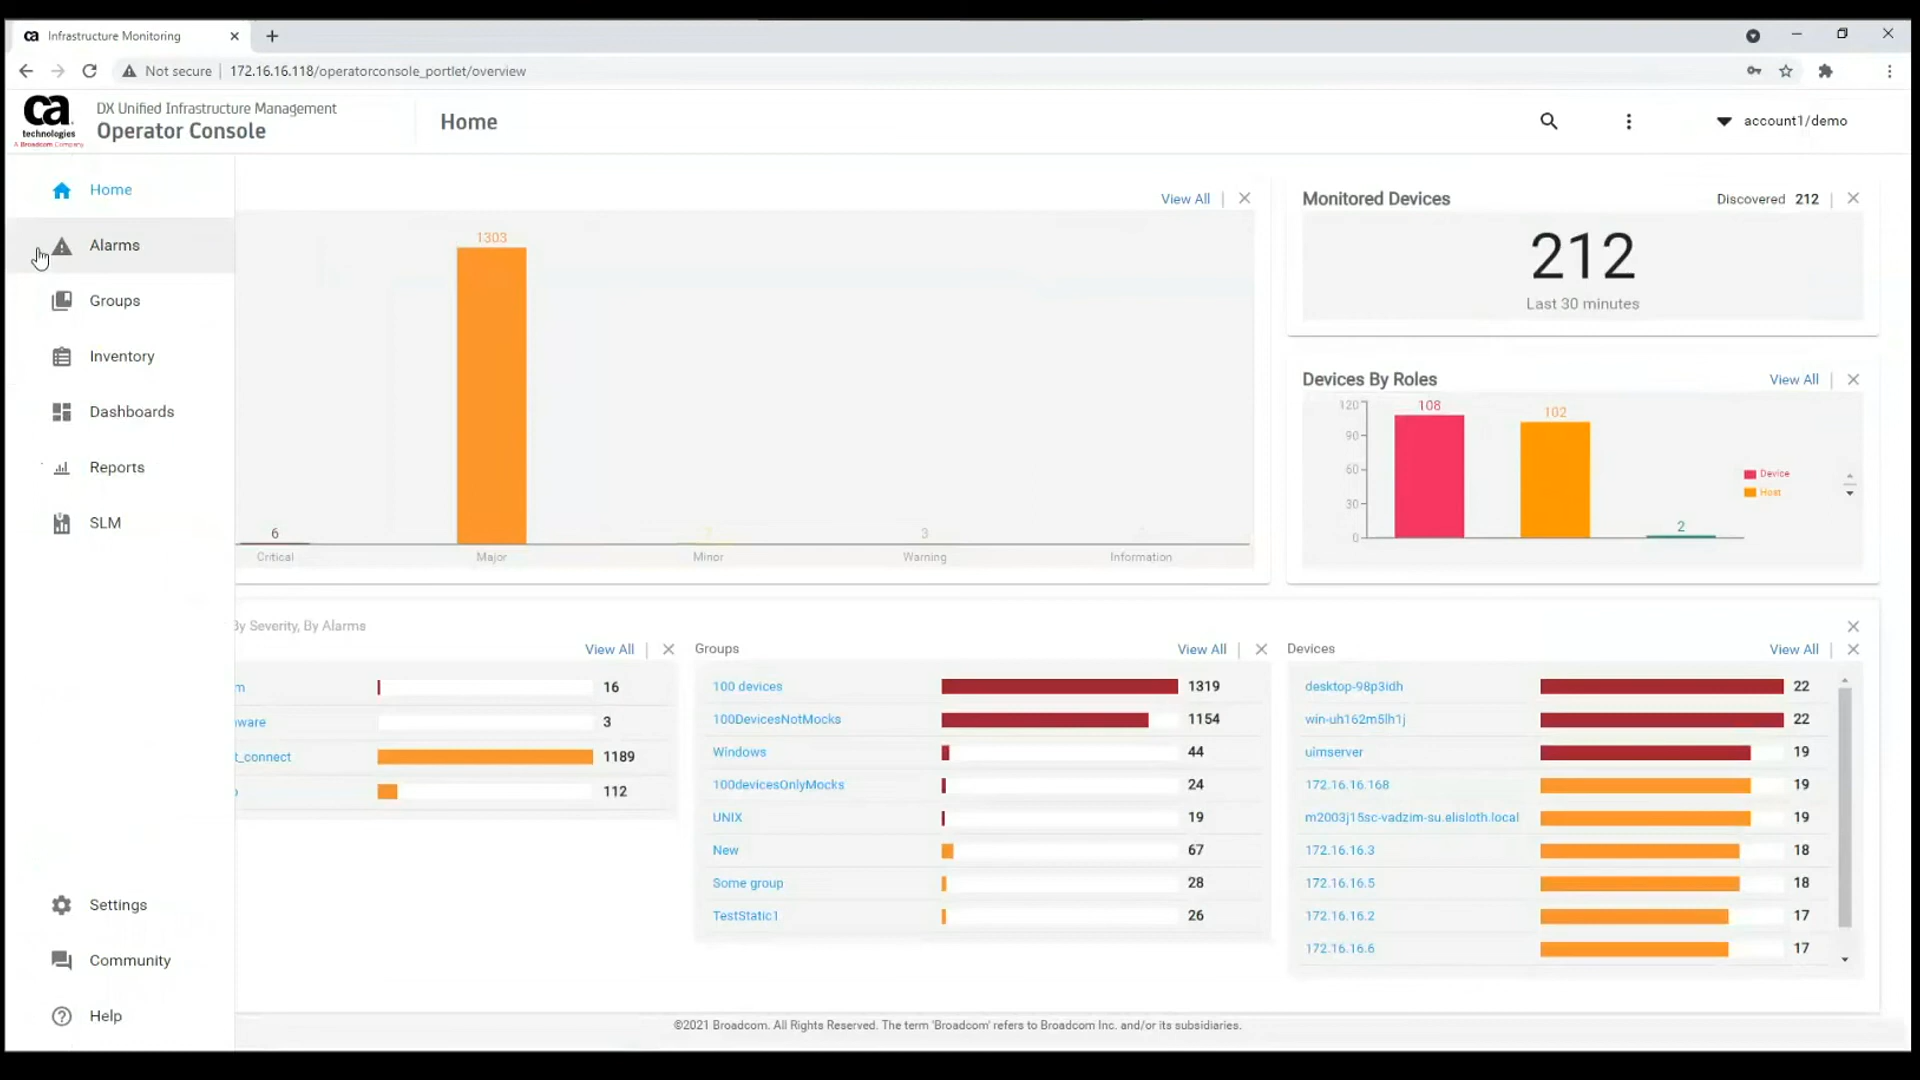 Infrastructure Monitoring
Not secure
172.16.16.118/operatorconsole_portlet/overview
ca
technologies
A Broadcom Company
DX Unified Infrastructure Management
Operator Console
Home
account1/demo
Home
Alarms
Groups
Inventory
Dashboards
Reports
SLM
Settings
Community
Help
View All
1303
6
3
Critical
Major
Minor
Warning
Information
Monitored Devices
Discovered 212
212
Last 30 minutes
Devices By Roles
View All
120
90
60
30
0
108
102
2
Device
Host
By Severity, By Alarms
View All
m 16
ware 3
t_connect 1189
112
Groups
View All
100 devices 1319
100DevicesNotMocks 1154
Windows 44
100devicesOnlyMocks 24
UNIX 19
New 67
Some group 28
TestStatic1 26
Devices
View All
desktop-98p3idh 22
win-uh162m5lh1j 22
uimserver 19
172.16.16.168 19
m2003j15sc-vadzim-su.elisloth.local 19
172.16.16.3 18
172.16.16.5 18
172.16.16.2 17
172.16.16.6 17
©2021 Broadcom. All Rights Reserved. The term 'Broadcom' refers to Broadcom Inc. and/or its subsidiaries.